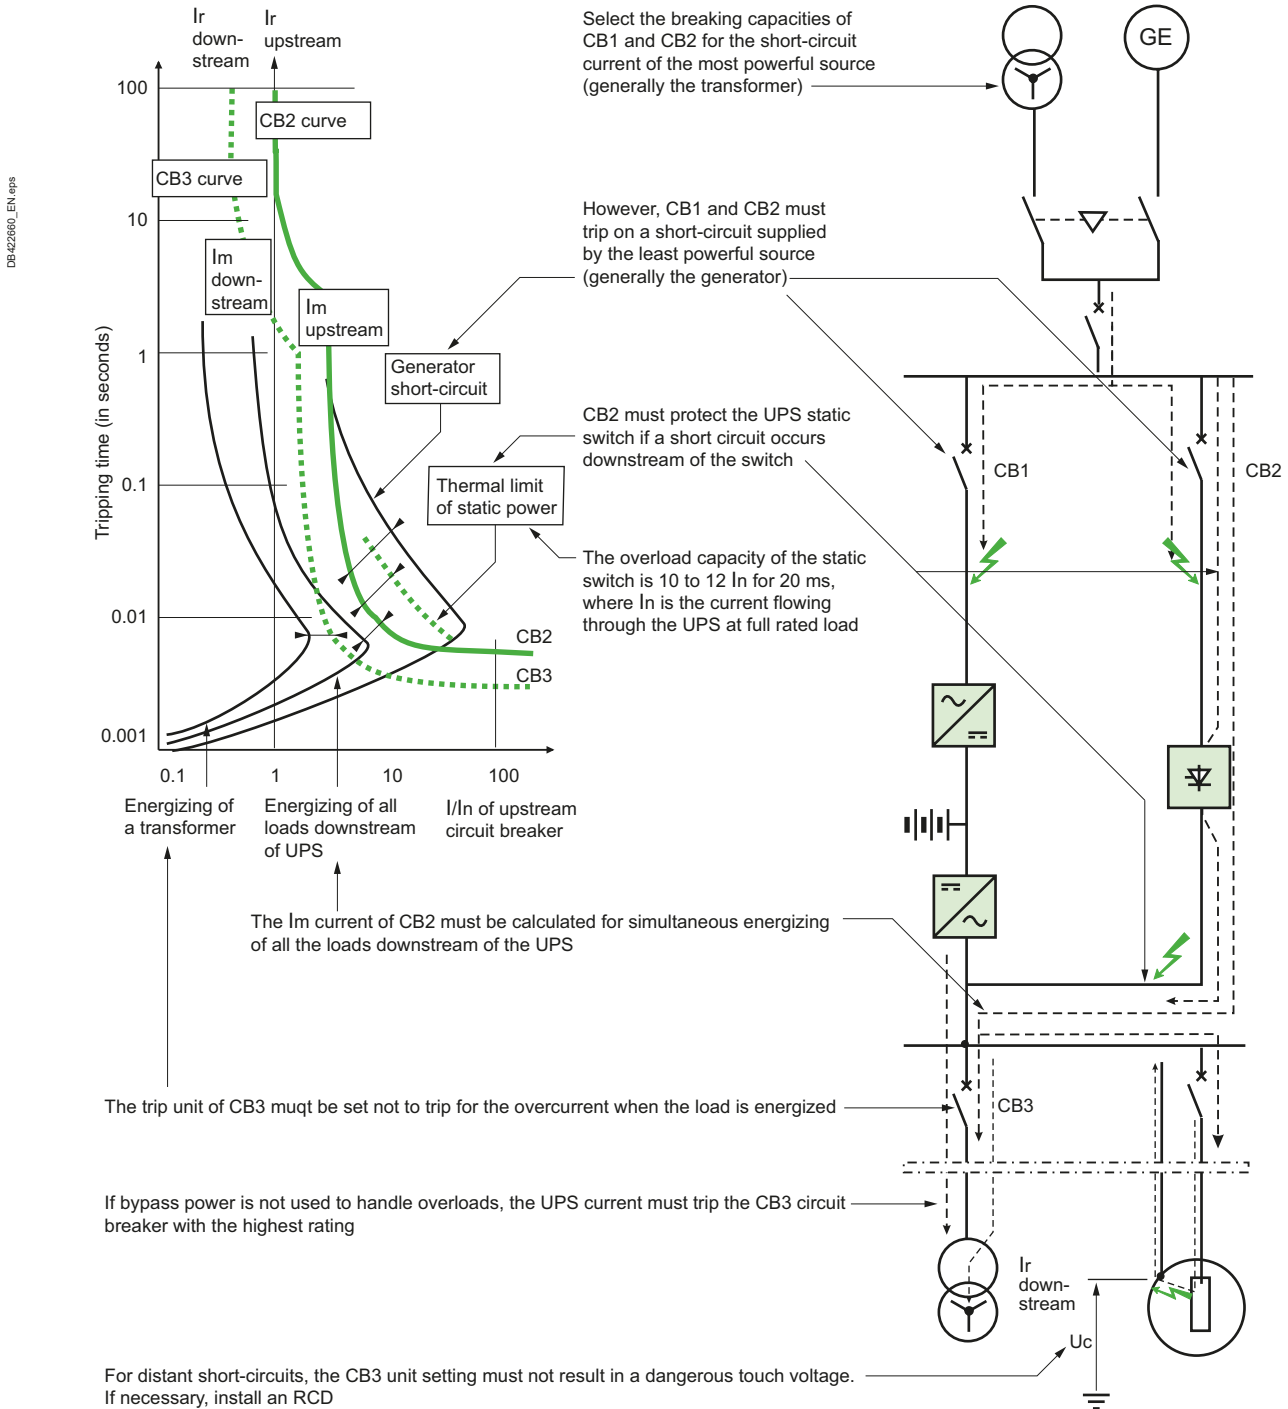 Ir
down-
stream
Ir
upstream
Select the breaking capacities of
CB1 and CB2 for the short-circuit
current of the most powerful source
(generally the transformer)
GE
100
CB2 curve
CB3 curve
DB422660_EN.eps
10
Im
down-
stream
Im
upstream
However, CB1 and CB2 must
trip on a short-circuit supplied
by the least powerful source
(generally the generator)
Tripping time (in seconds)
1
Generator
short-circuit
CB2 must protect the UPS static
switch if a short circuit occurs
downstream of the switch
CB1
CB2
0.1
Thermal limit
of static power
The overload capacity of the static
switch is 10 to 12 In for 20 ms,
where In is the current flowing
through the UPS at full rated load
0.01
CB2
CB3
0.001
0.1
1
10
100
Energizing of
a transformer
Energizing of all
loads downstream
of UPS
I/In of upstream
circuit breaker
The Im current of CB2 must be calculated for simultaneous energizing
of all the loads downstream of the UPS
The trip unit of CB3 muqt be set not to trip for the overcurrent when the load is energized
CB3
If bypass power is not used to handle overloads, the UPS current must trip the CB3 circuit
breaker with the highest rating
Ir
down-
stream
Uc
For distant short-circuits, the CB3 unit setting must not result in a dangerous touch voltage.
If necessary, install an RCD